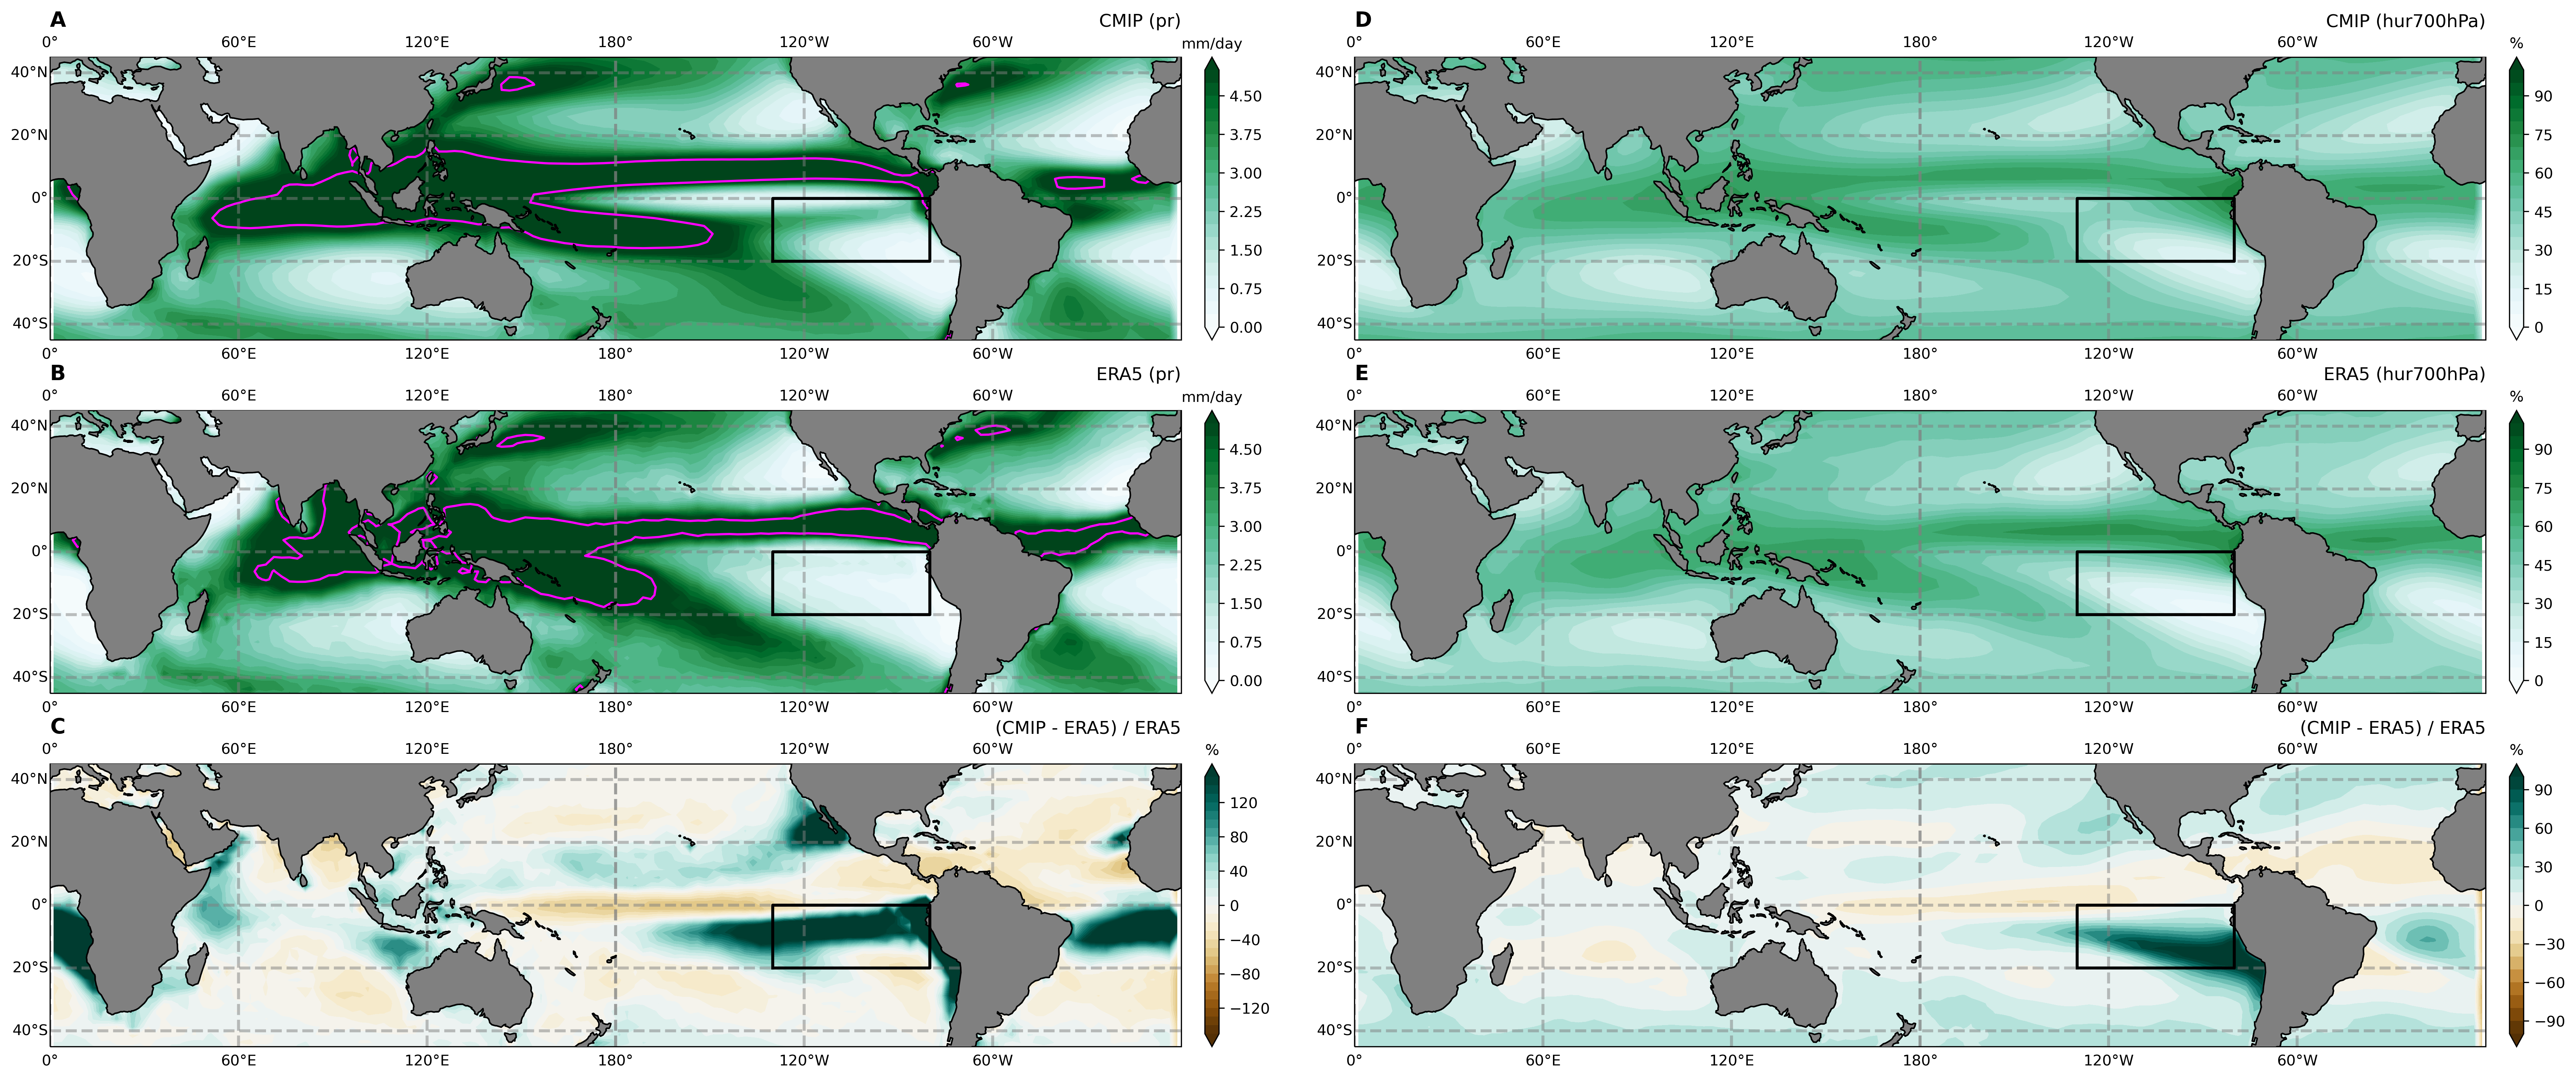 A CMIP (pr)
0° 60°E 120°E 180° 120°W 60°W mm/day
40°N
20°N
0°
20°S
40°S
4.50
3.75
3.00
2.25
1.50
0.75
0.00
0° 60°E 120°E 180° 120°W 60°W
B ERA5 (pr)
0° 60°E 120°E 180° 120°W 60°W mm/day
40°N
20°N
0°
20°S
40°S
4.50
3.75
3.00
2.25
1.50
0.75
0.00
0° 60°E 120°E 180° 120°W 60°W
C (CMIP - ERA5) / ERA5
0° 60°E 120°E 180° 120°W 60°W %
40°N
20°N
0°
20°S
40°S
120
80
40
0
−40
−80
−120
0° 60°E 120°E 180° 120°W 60°W
D CMIP (hur700hPa)
0° 60°E 120°E 180° 120°W 60°W %
40°N
20°N
0°
20°S
40°S
90
75
60
45
30
15
0
0° 60°E 120°E 180° 120°W 60°W
E ERA5 (hur700hPa)
0° 60°E 120°E 180° 120°W 60°W %
40°N
20°N
0°
20°S
40°S
90
75
60
45
30
15
0
0° 60°E 120°E 180° 120°W 60°W
F (CMIP - ERA5) / ERA5
0° 60°E 120°E 180° 120°W 60°W %
40°N
20°N
0°
20°S
40°S
90
60
30
0
−30
−60
−90
0° 60°E 120°E 180° 120°W 60°W